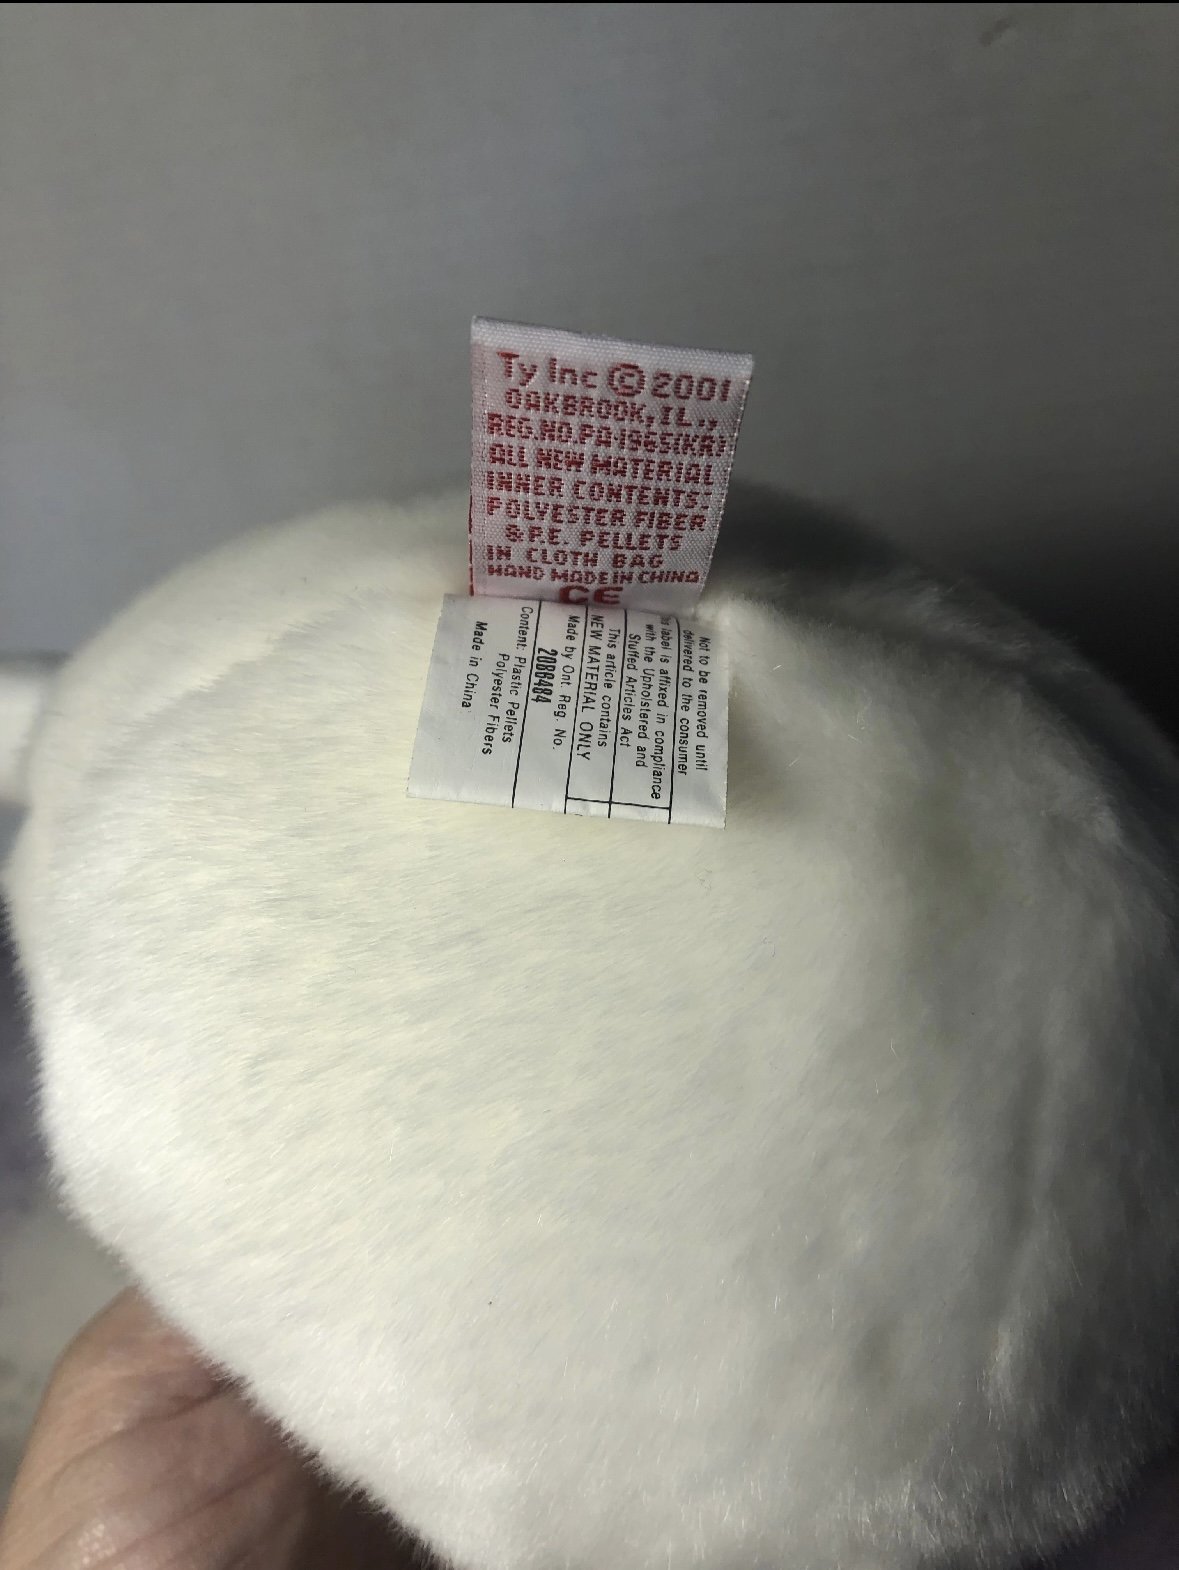 Ty Inc © 2001
OAKBROOK, IL.,
REG.NO.PA·1965(KR)
ALL NEW MATERIAL
INNER CONTENTS:
POLYESTER FIBER
& P.E. PELLETS
IN CLOTH BAG
HAND MADE IN CHINA
CE
Not to be removed until
delivered to the consumer
label is affixed in compliance
with the Upholstered and
Stuffed Articles Act
This article contains
NEW MATERIAL ONLY
Made by Ont. Reg. No.
20B6484
Content: Plastic Pellets
Polyester Fibers
Made in China